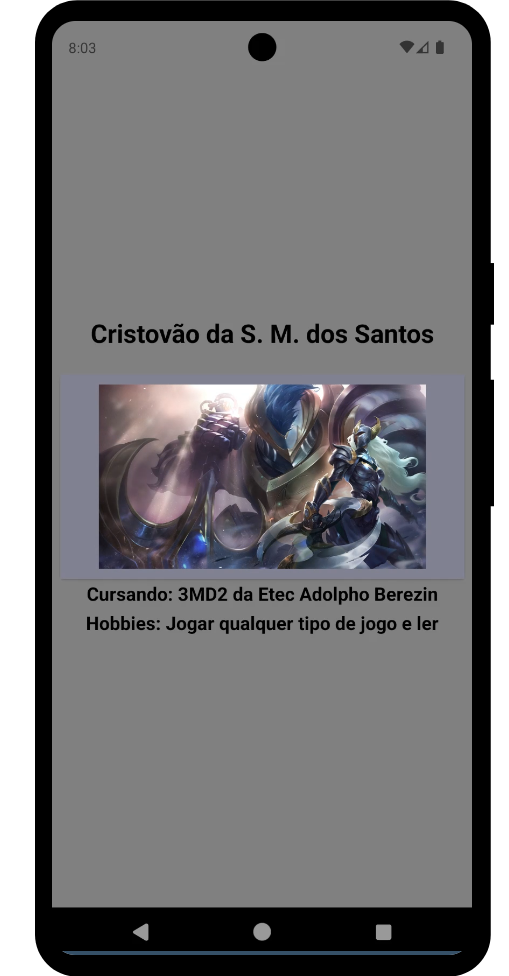 8:03
Cristovão da S. M. dos Santos
Cursando: 3MD2 da Etec Adolpho Berezin
Hobbies: Jogar qualquer tipo de jogo e ler